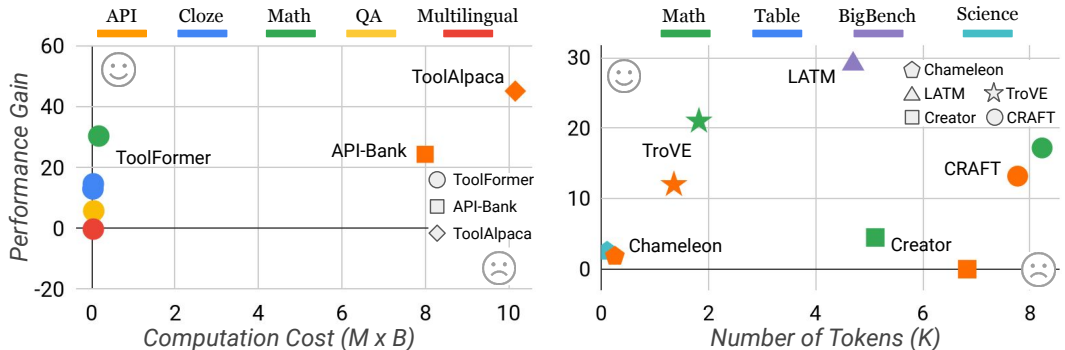 API Cloze Math QA Multilingual
60
40
20
0
-20
Performance Gain
ToolAlpaca
API-Bank
ToolFormer
ToolFormer
API-Bank
ToolAlpaca
0 2 4 6 8 10
Computation Cost (M x B)
Math Table BigBench Science
30
20
10
0
LATM
Chameleon
LATM TroVE
Creator CRAFT
TroVE
CRAFT
Chameleon
Creator
0 2 4 6 8
Number of Tokens (K)